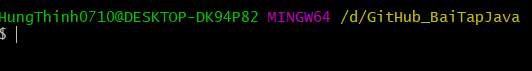 HungThinh0710@DESKTOP-DK94P82 MINGW64 /d/GitHub_BaiTapJava
$